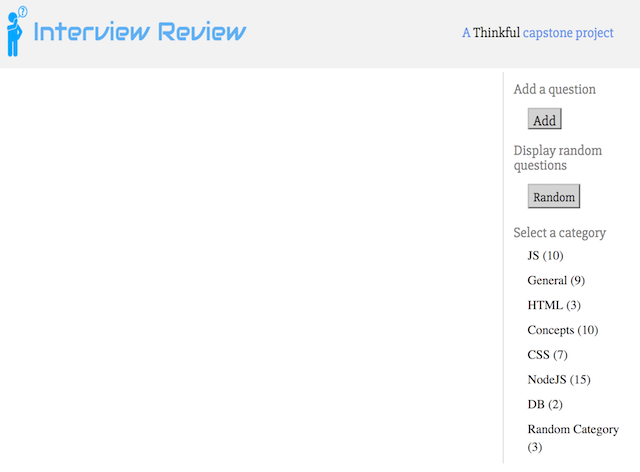 Interview Review
A Thinkful capstone project
Add a question
Add
Display random
questions
Random
Select a category
JS (10)
General (9)
HTML (3)
Concepts (10)
CSS (7)
NodeJS (15)
DB (2)
Random Category
(3)